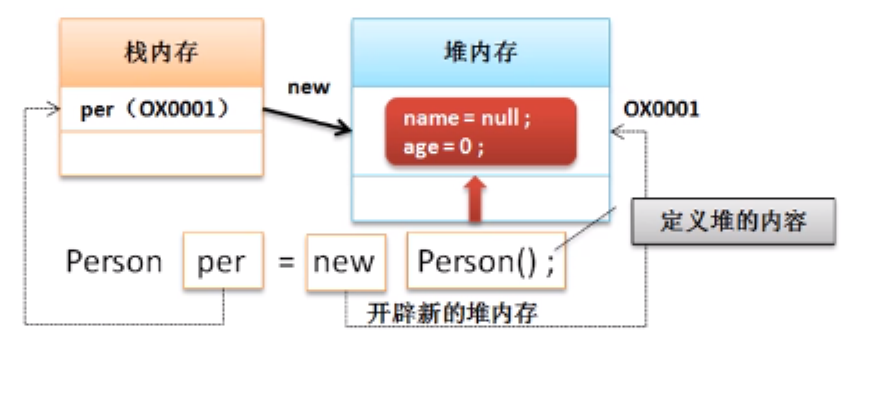 栈内存
堆内存
new
per（OX0001）
OX0001
name = null ;
age = 0 ;
定义堆的内容
Person per = new Person() ;
开辟新的堆内存